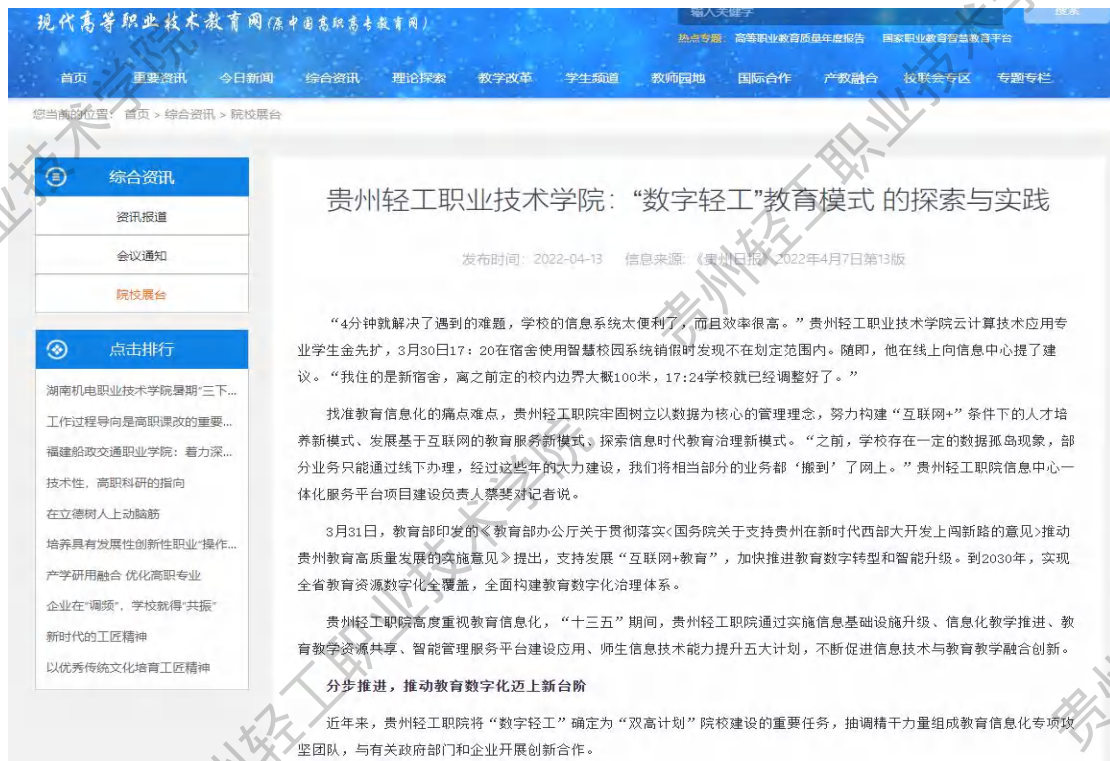 现代高等职业技术教育网(原中国高职高专教育网)
输入关键字
搜索
热点专题: 高等职业教育质量年度报告 国家职业教育智慧教育平台
首页 重要资讯 今日新闻 综合资讯 理论探索 教学改革 学生频道 教师园地 国际合作 产教融合 校联会专区 专题专栏
您当前的位置: 首页 > 综合资讯 > 院校展台
综合资讯
资讯报道
会议通知
院校展台
点击排行
湖南机电职业技术学院暑期“三下...
工作过程导向是高职课改的重要...
福建船政交通职业学院:着力深...
技术性,高职科研的指向
在立德树人上动脑筋
培养具有发展性创新性职业“操作...
产学研用融合 优化高职专业
企业在“调频”,学校就得“共振”
新时代的工匠精神
以优秀传统文化培育工匠精神
贵州轻工职业技术学院:“数字轻工”教育模式 的探索与实践
发布时间: 2022-04-13 信息来源:《贵州日报》2022年4月7日第13版
“4分钟就解决了遇到的难题,学校的信息系统太便利了,而且效率很高。”贵州轻工职业技术学院云计算技术应用专
业学生金先扩,3月30日17:20在宿舍使用智慧校园系统销假时发现不在划定范围内。随即,他在线上向信息中心提了建
议。“我住的是新宿舍,离之前定的校内边界大概100米,17:24学校就已经调整好了。”
找准教育信息化的痛点难点,贵州轻工职院牢固树立以数据为核心的管理理念,努力构建“互联网+”条件下的人才培
养新模式、发展基于互联网的教育服务新模式、探索信息时代教育治理新模式。“之前,学校存在一定的数据孤岛现象,部
分业务只能通过线下办理,经过这些年的大力建设,我们将相当部分的业务都‘搬到’了网上。”贵州轻工职院信息中心一
体化服务平台项目建设负责人蔡斐对记者说。
3月31日,教育部印发的《教育部办公厅关于贯彻落实<国务院关于支持贵州在新时代西部大开发上闯新路的意见>推动
贵州教育高质量发展的实施意见》提出,支持发展“互联网+教育”,加快推进教育数字转型和智能升级。到2030年,实现
全省教育资源数字化全覆盖,全面构建教育数字化治理体系。
贵州轻工职院高度重视教育信息化,“十三五”期间,贵州轻工职院通过实施信息基础设施升级、信息化教学推进、教
育教学资源共享、智能管理服务平台建设应用、师生信息技术能力提升五大计划,不断促进信息技术与教育教学融合创新。
分步推进,推动教育数字化迈上新台阶
近年来,贵州轻工职院将“数字轻工”确定为“双高计划”院校建设的重要任务,抽调精干力量组成教育信息化专项攻
坚团队,与有关政府部门和企业开展创新合作。
贵州轻工职业技术学院